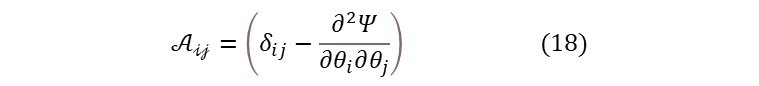 𝒜ᵢⱼ = (δᵢⱼ − ∂²Ψ / ∂θᵢ∂θⱼ) (18)